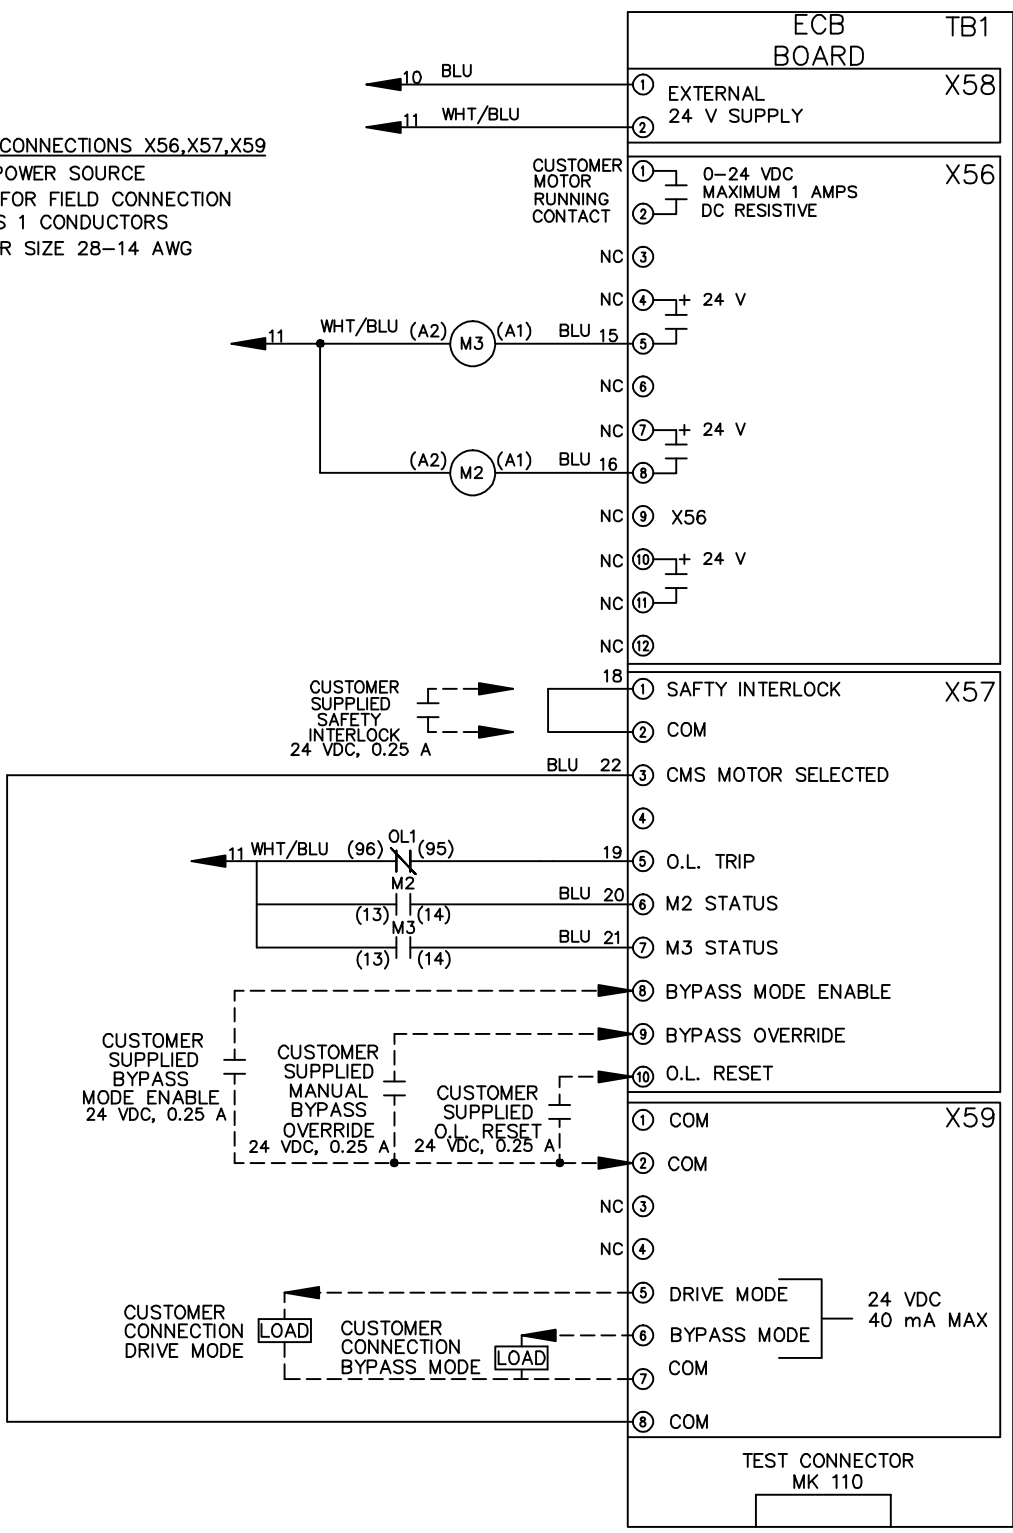 ECB
BOARD
TB1
10 BLU
① EXTERNAL
24 V SUPPLY
X58
11 WHT/BLU
②
CONNECTIONS X56,X57,X59
POWER SOURCE
FOR FIELD CONNECTION
S 1 CONDUCTORS
R SIZE 28-14 AWG
CUSTOMER
MOTOR
RUNNING
CONTACT
①
②
0-24 VDC
MAXIMUM 1 AMPS
DC RESISTIVE
X56
NC ③
NC ④ + 24 V
11 WHT/BLU (A2) M3 (A1) BLU 15 ⑤
NC ⑥
NC ⑦ + 24 V
(A2) M2 (A1) BLU 16 ⑧
NC ⑨ X56
NC ⑩ + 24 V
NC ⑪
NC ⑫
CUSTOMER
SUPPLIED
SAFETY
INTERLOCK
24 VDC, 0.25 A
18 ① SAFTY INTERLOCK
X57
② COM
BLU 22 ③ CMS MOTOR SELECTED
④
11 WHT/BLU (96) OL1 (95) 19 ⑤ O.L. TRIP
M2
(13) (14) BLU 20 ⑥ M2 STATUS
M3
(13) (14) BLU 21 ⑦ M3 STATUS
⑧ BYPASS MODE ENABLE
⑨ BYPASS OVERRIDE
⑩ O.L. RESET
CUSTOMER
SUPPLIED
BYPASS
MODE ENABLE
24 VDC, 0.25 A
CUSTOMER
SUPPLIED
MANUAL
BYPASS
OVERRIDE
24 VDC, 0.25 A
CUSTOMER
SUPPLIED
O.L. RESET
24 VDC, 0.25 A
① COM
X59
② COM
NC ③
NC ④
⑤ DRIVE MODE
⑥ BYPASS MODE
24 VDC
40 mA MAX
CUSTOMER
CONNECTION
DRIVE MODE
LOAD
CUSTOMER
CONNECTION
BYPASS MODE
LOAD
⑦ COM
⑧ COM
TEST CONNECTOR
MK 110